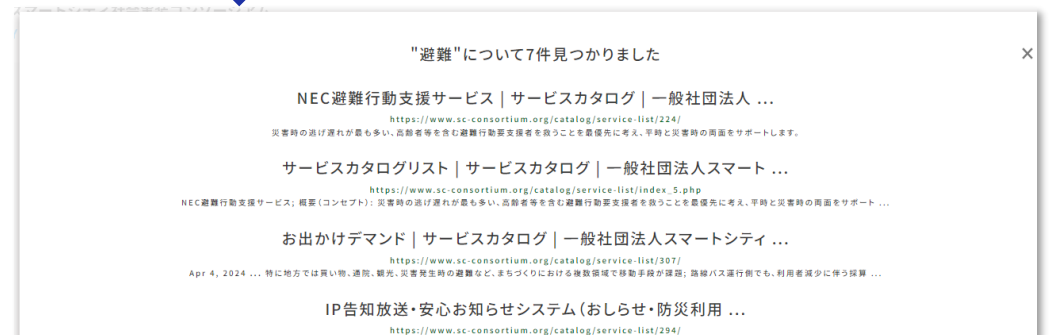 "避難"について7件見つかりました
×
NEC避難行動支援サービス | サービスカタログ | 一般社団法人 ...
https://www.sc-consortium.org/catalog/service-list/224/
災害時の逃げ遅れが最も多い、高齢者等を含む避難行動要支援者を救うことを最優先に考え、平時と災害時の両面をサポートします。
サービスカタログリスト | サービスカタログ | 一般社団法人スマート ...
https://www.sc-consortium.org/catalog/service-list/index_5.php
NEC避難行動支援サービス; 概要(コンセプト): 災害時の逃げ遅れが最も多い、高齢者等を含む避難行動要支援者を救うことを最優先に考え、平時と災害時の両面をサポート ...
お出かけデマンド | サービスカタログ | 一般社団法人スマートシティ ...
https://www.sc-consortium.org/catalog/service-list/307/
Apr 4, 2024 ... 特に地方では買い物、通院、観光、災害発生時の避難など、まちづくりにおける複数領域で移動手段が課題; 路線バス運行側でも、利用者減少に伴う採算 ...
IP告知放送・安心お知らせシステム(おしらせ・防災利用 ...
https://www.sc-consortium.org/catalog/service-list/294/